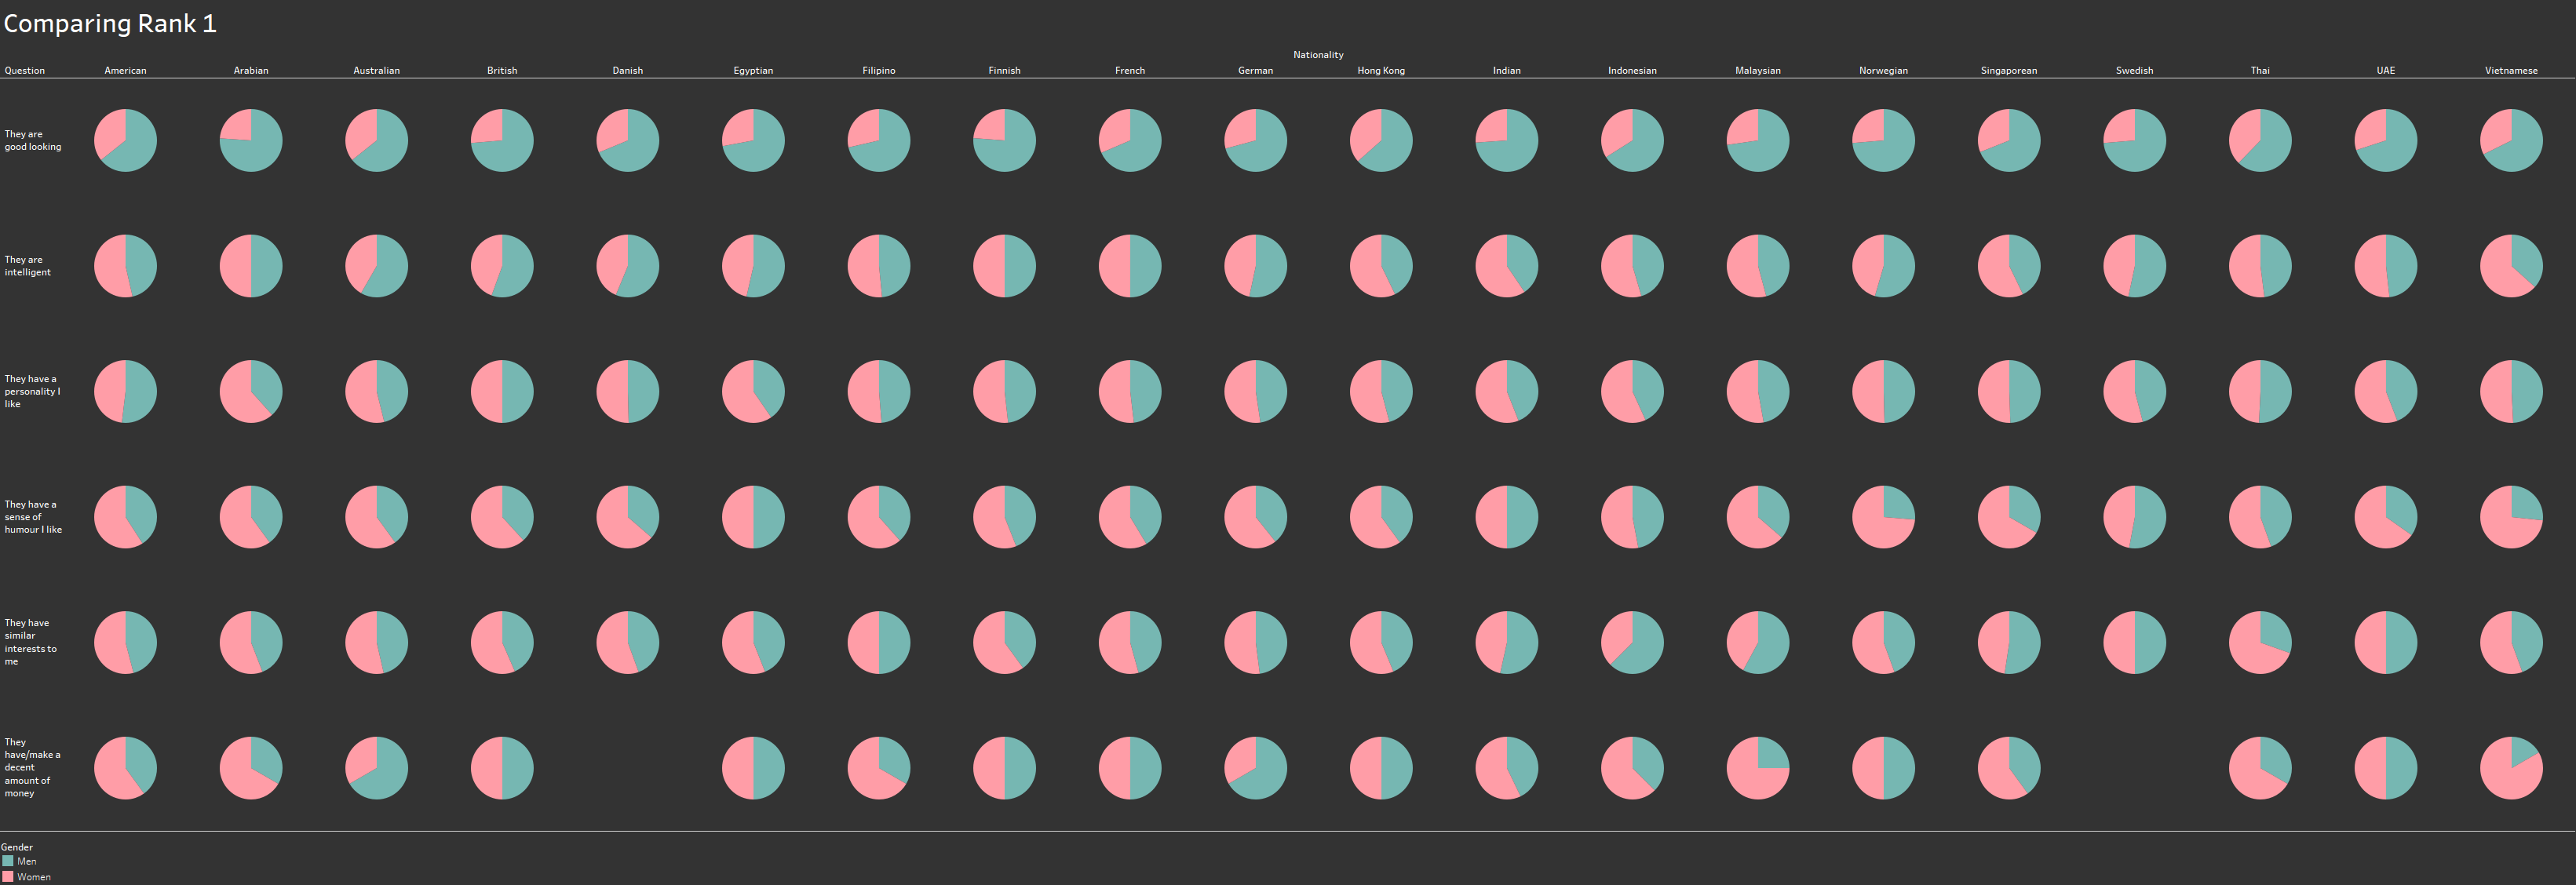 Comparing Rank 1
Nationality
Question American Arabian Australian British Danish Egyptian Filipino Finnish French German Hong Kong Indian Indonesian Malaysian Norwegian Singaporean Swedish Thai UAE Vietnamese
They are
good looking
They are
intelligent
They have a
personality I
like
They have a
sense of
humour I like
They have
similar
interests to
me
They
have/make a
decent
amount of
money
Gender
Men
Women